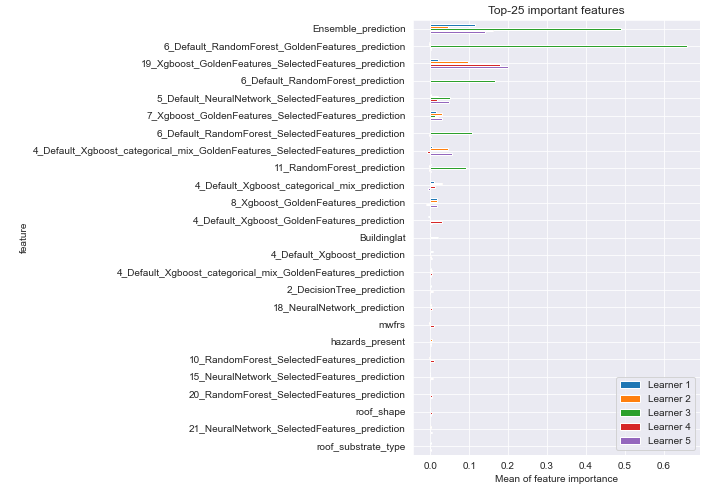 Top-25 important features
Ensemble_prediction
6_Default_RandomForest_GoldenFeatures_prediction
19_Xgboost_GoldenFeatures_SelectedFeatures_prediction
6_Default_RandomForest_prediction
5_Default_NeuralNetwork_SelectedFeatures_prediction
7_Xgboost_GoldenFeatures_SelectedFeatures_prediction
6_Default_RandomForest_SelectedFeatures_prediction
4_Default_Xgboost_categorical_mix_GoldenFeatures_SelectedFeatures_prediction
11_RandomForest_prediction
4_Default_Xgboost_categorical_mix_prediction
8_Xgboost_GoldenFeatures_SelectedFeatures_prediction
4_Default_Xgboost_GoldenFeatures_prediction
Buildinglat
4_Default_Xgboost_prediction
4_Default_Xgboost_categorical_mix_GoldenFeatures_prediction
2_DecisionTree_prediction
18_NeuralNetwork_prediction
mwfrs
hazards_present
10_RandomForest_SelectedFeatures_prediction
15_NeuralNetwork_SelectedFeatures_prediction
20_RandomForest_SelectedFeatures_prediction
roof_shape
21_NeuralNetwork_SelectedFeatures_prediction
roof_substrate_type
feature
Learner 1
Learner 2
Learner 3
Learner 4
Learner 5
0.0 0.1 0.2 0.3 0.4 0.5 0.6
Mean of feature importance